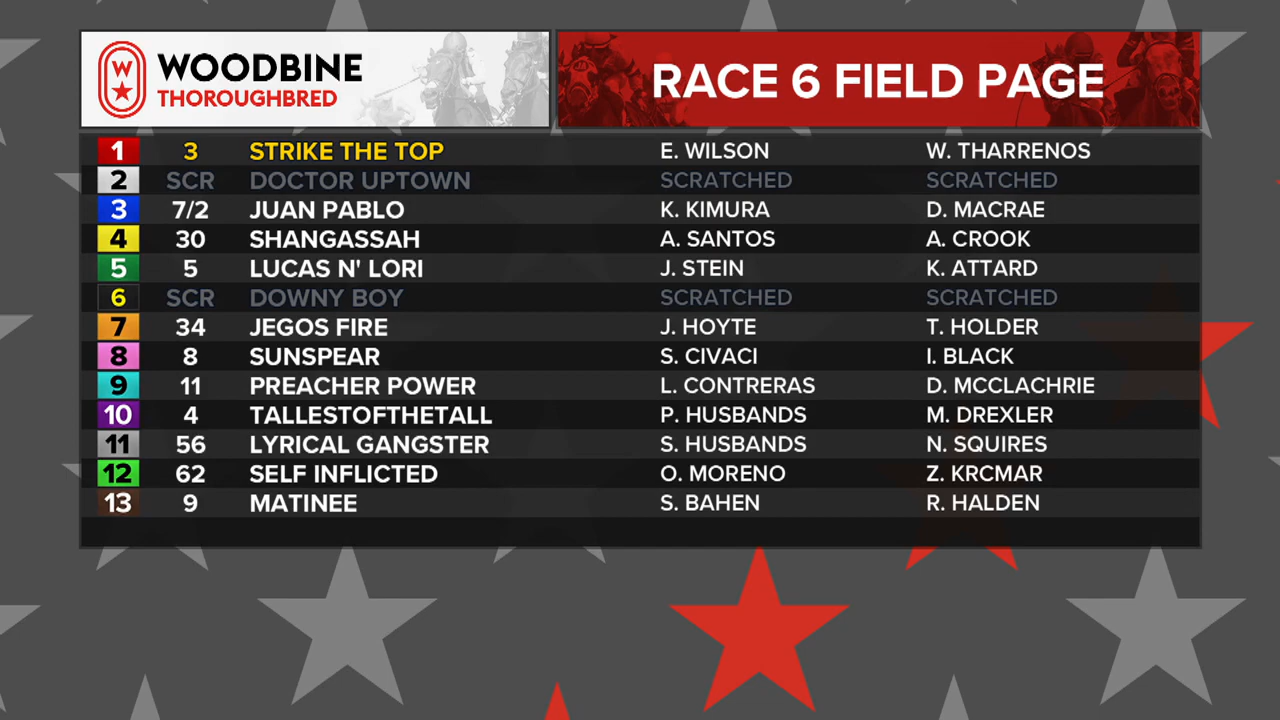 W
WOODBINE
THOROUGHBRED
RACE 6 FIELD PAGE
1 3 STRIKE THE TOP E. WILSON W. THARRENOS
2 SCR DOCTOR UPTOWN SCRATCHED SCRATCHED
3 7/2 JUAN PABLO K. KIMURA D. MACRAE
4 30 SHANGASSAH A. SANTOS A. CROOK
5 5 LUCAS N' LORI J. STEIN K. ATTARD
6 SCR DOWNY BOY SCRATCHED SCRATCHED
7 34 JEGOS FIRE J. HOYTE T. HOLDER
8 8 SUNSPEAR S. CIVACI I. BLACK
9 11 PREACHER POWER L. CONTRERAS D. MCCLACHRIE
10 4 TALLESTOFTHETALL P. HUSBANDS M. DREXLER
11 56 LYRICAL GANGSTER S. HUSBANDS N. SQUIRES
12 62 SELF INFLICTED O. MORENO Z. KRCMAR
13 9 MATINEE S. BAHEN R. HALDEN